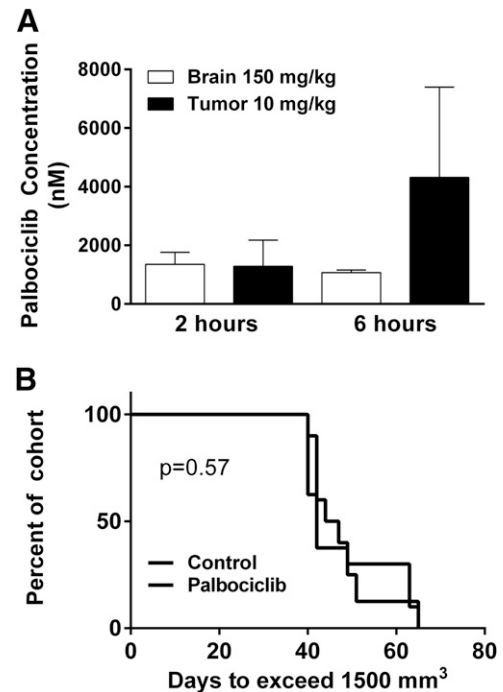 A
Palbociclib Concentration
(nM)
8000
6000
4000
2000
0
Brain 150 mg/kg
Tumor 10 mg/kg
2 hours
6 hours
B
Percent of cohort
100
50
0
p=0.57
Control
Palbociclib
0 20 40 60 80
Days to exceed 1500 mm³